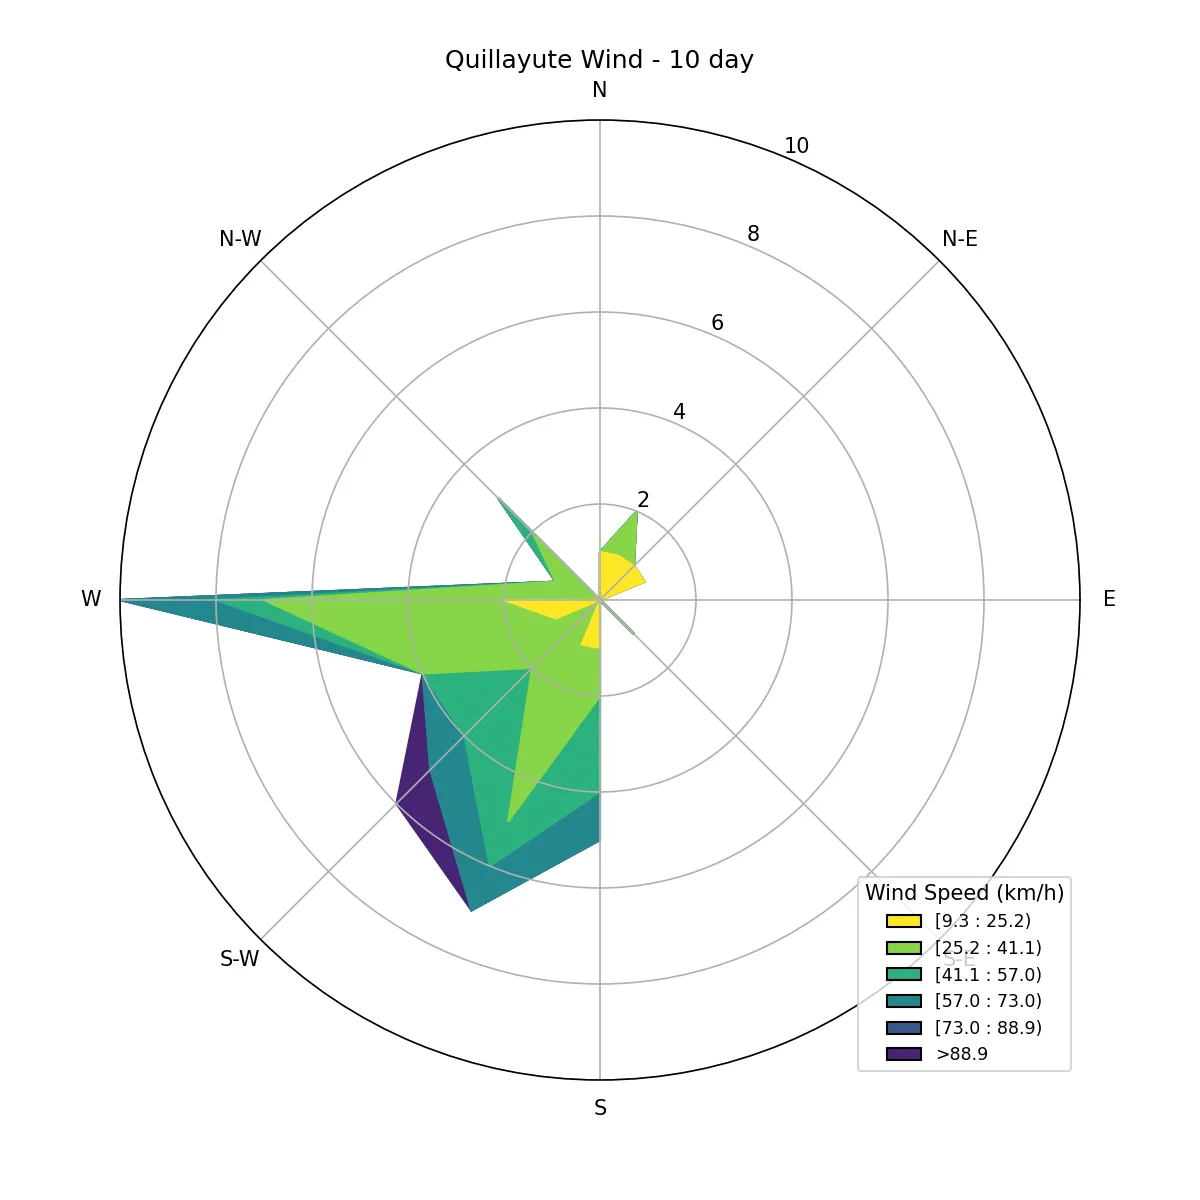 Quillayute Wind - 10 day
N
10
N-W
8
N-E
6
4
2
W
E
Wind Speed (km/h)
[9.3 : 25.2)
[25.2 : 41.1)
S-W
S-E
[41.1 : 57.0)
[57.0 : 73.0)
[73.0 : 88.9)
>88.9
S